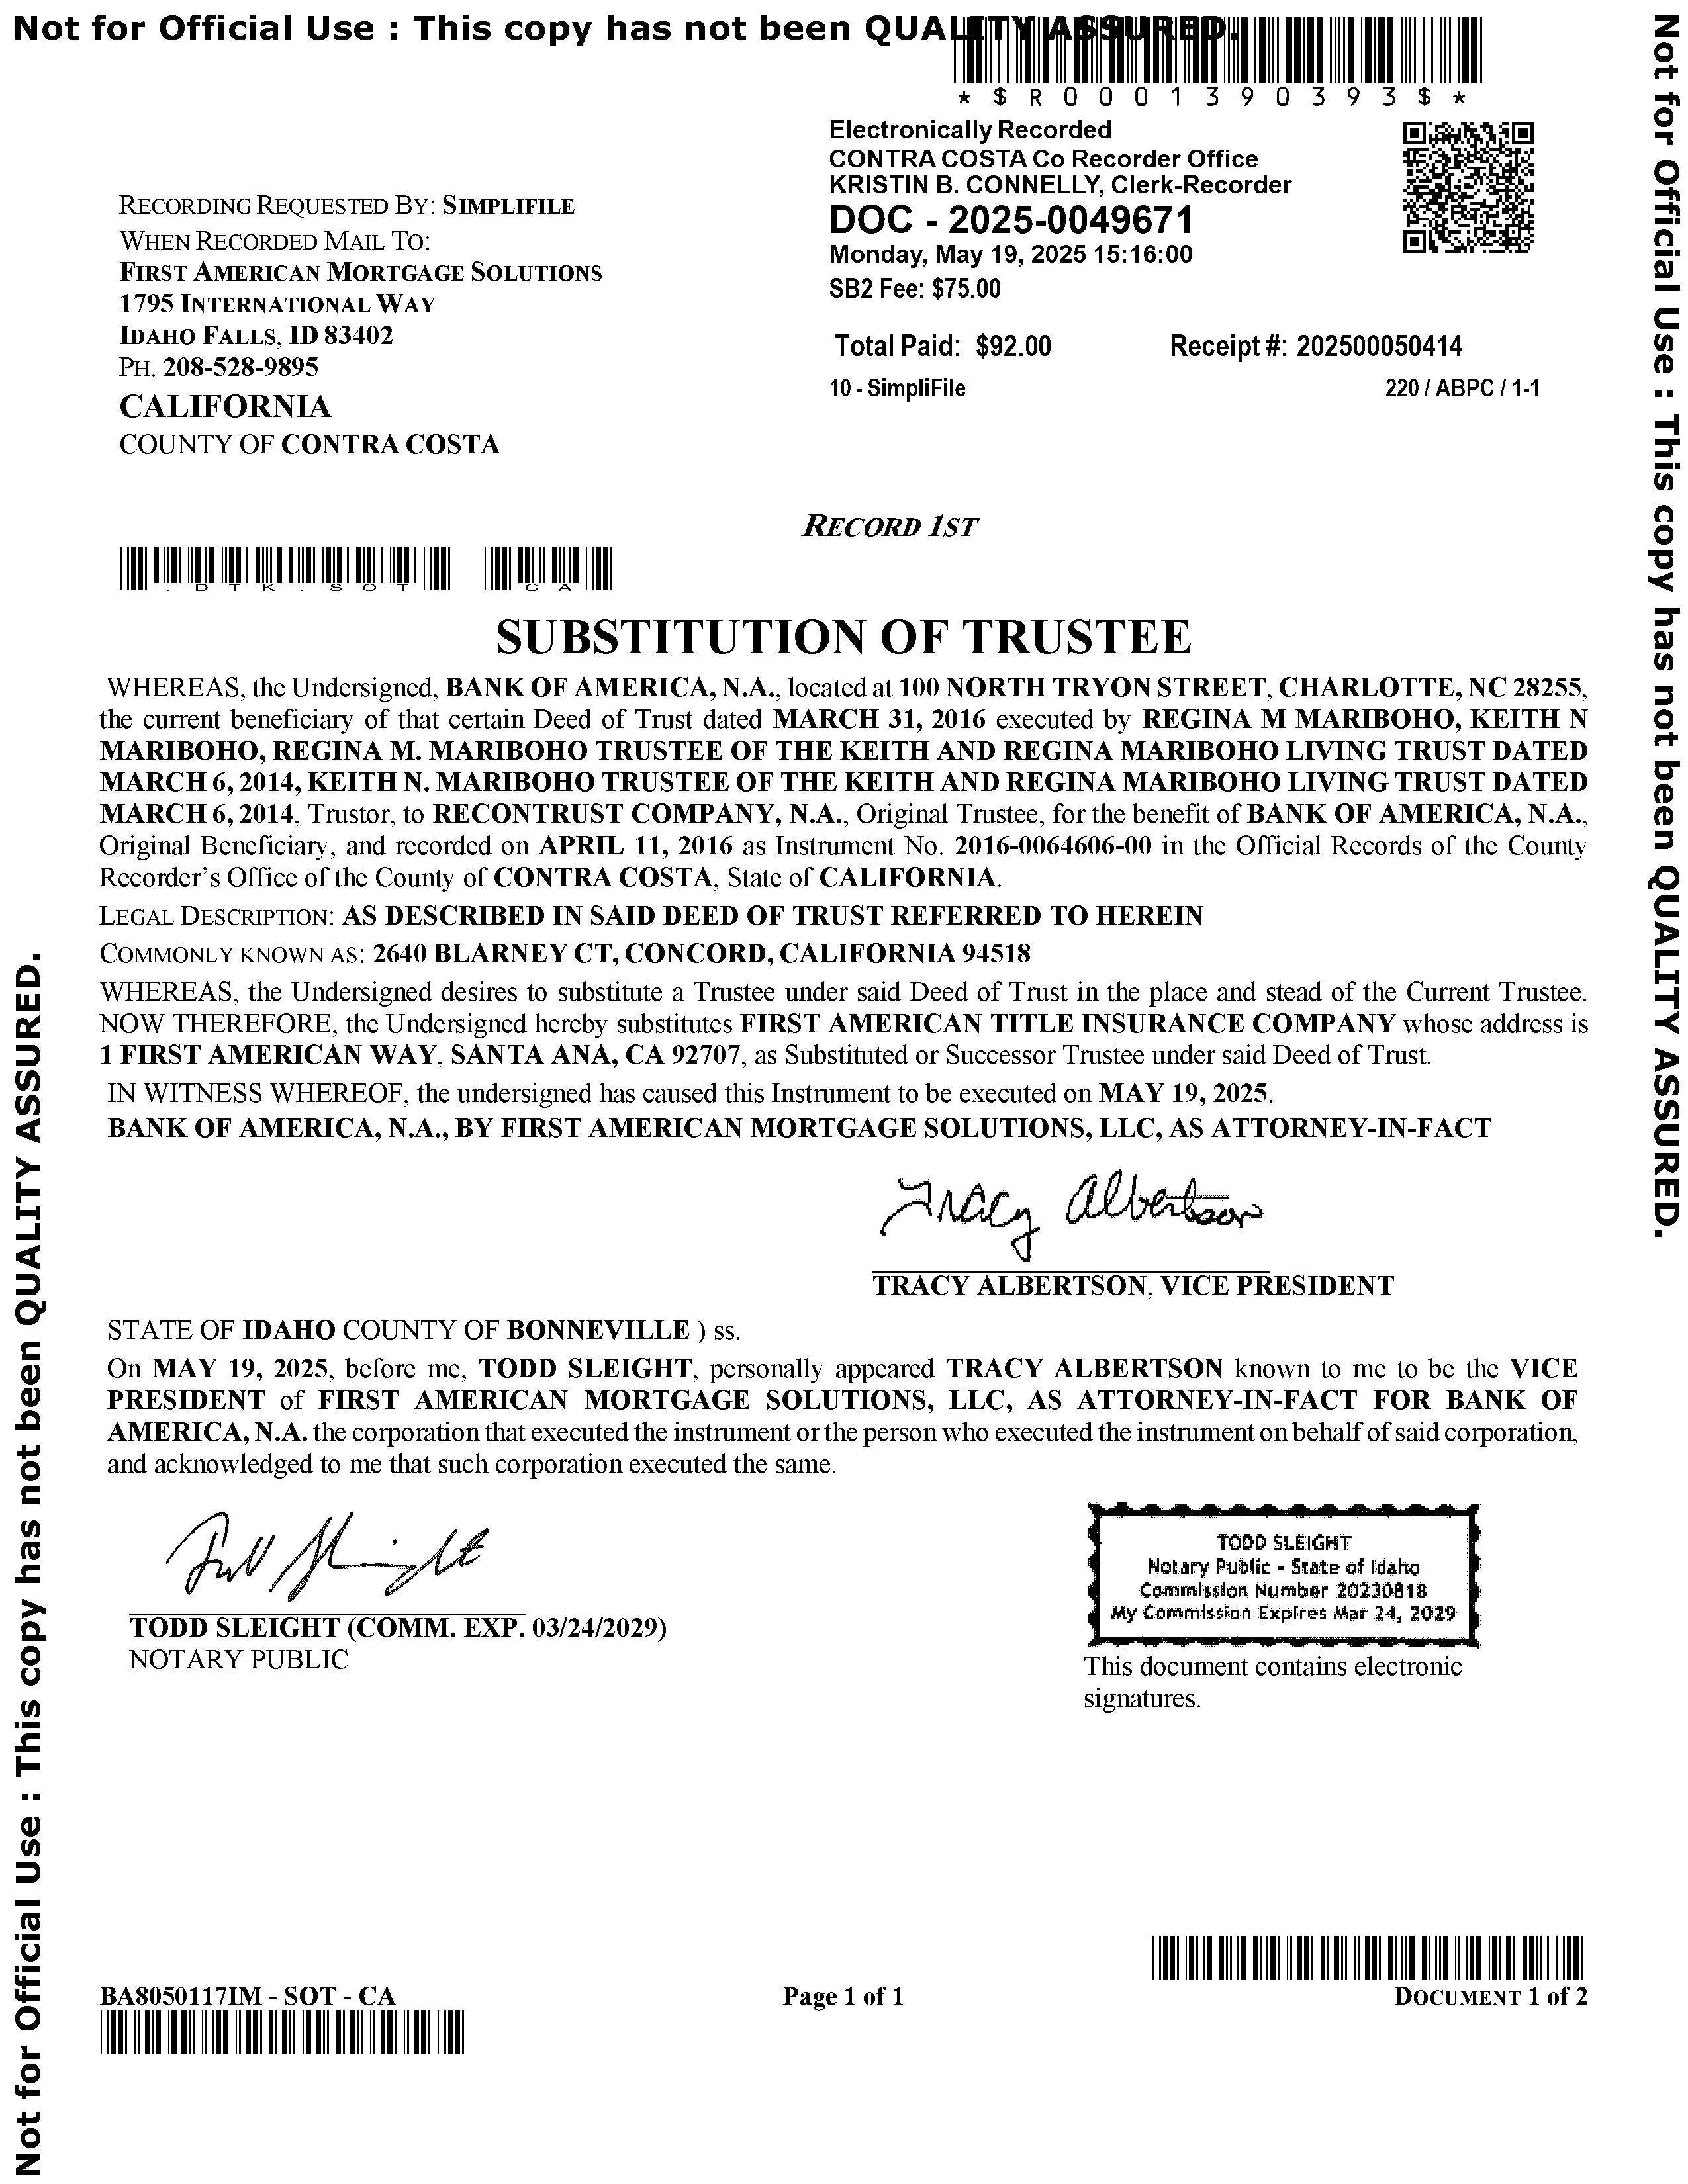 Not for Official Use : This copy has not been QUALITY ASSURED.
* $ R 0 0 0 1 3 9 0 3 9 3 $ *
Electronically Recorded
CONTRA COSTA Co Recorder Office
KRISTIN B. CONNELLY, Clerk-Recorder
DOC - 2025-0049671
Monday, May 19, 2025 15:16:00
SB2 Fee: $75.00
Total Paid: $92.00 Receipt #: 202500050414
10 - SimpliFile 220 / ABPC / 1-1
RECORDING REQUESTED BY: SIMPLIFILE
WHEN RECORDED MAIL TO:
FIRST AMERICAN MORTGAGE SOLUTIONS
1795 INTERNATIONAL WAY
IDAHO FALLS, ID 83402
PH. 208-528-9895
CALIFORNIA
COUNTY OF CONTRA COSTA
RECORD 1ST
. D T K . S O T C A
SUBSTITUTION OF TRUSTEE
WHEREAS, the Undersigned, BANK OF AMERICA, N.A., located at 100 NORTH TRYON STREET, CHARLOTTE, NC 28255,
the current beneficiary of that certain Deed of Trust dated MARCH 31, 2016 executed by REGINA M MARIBOHO, KEITH N
MARIBOHO, REGINA M. MARIBOHO TRUSTEE OF THE KEITH AND REGINA MARIBOHO LIVING TRUST DATED
MARCH 6, 2014, KEITH N. MARIBOHO TRUSTEE OF THE KEITH AND REGINA MARIBOHO LIVING TRUST DATED
MARCH 6, 2014, Trustor, to RECONTRUST COMPANY, N.A., Original Trustee, for the benefit of BANK OF AMERICA, N.A.,
Original Beneficiary, and recorded on APRIL 11, 2016 as Instrument No. 2016-0064606-00 in the Official Records of the County
Recorder's Office of the County of CONTRA COSTA, State of CALIFORNIA.
LEGAL DESCRIPTION: AS DESCRIBED IN SAID DEED OF TRUST REFERRED TO HEREIN
COMMONLY KNOWN AS: 2640 BLARNEY CT, CONCORD, CALIFORNIA 94518
WHEREAS, the Undersigned desires to substitute a Trustee under said Deed of Trust in the place and stead of the Current Trustee.
NOW THEREFORE, the Undersigned hereby substitutes FIRST AMERICAN TITLE INSURANCE COMPANY whose address is
1 FIRST AMERICAN WAY, SANTA ANA, CA 92707, as Substituted or Successor Trustee under said Deed of Trust.
IN WITNESS WHEREOF, the undersigned has caused this Instrument to be executed on MAY 19, 2025.
BANK OF AMERICA, N.A., BY FIRST AMERICAN MORTGAGE SOLUTIONS, LLC, AS ATTORNEY-IN-FACT
Tracy Albertson
TRACY ALBERTSON, VICE PRESIDENT
STATE OF IDAHO COUNTY OF BONNEVILLE ) ss.
On MAY 19, 2025, before me, TODD SLEIGHT, personally appeared TRACY ALBERTSON known to me to be the VICE
PRESIDENT of FIRST AMERICAN MORTGAGE SOLUTIONS, LLC, AS ATTORNEY-IN-FACT FOR BANK OF
AMERICA, N.A. the corporation that executed the instrument or the person who executed the instrument on behalf of said corporation,
and acknowledged to me that such corporation executed the same.
Todd Sleight
TODD SLEIGHT (COMM. EXP. 03/24/2029)
NOTARY PUBLIC
TODD SLEIGHT
Notary Public - State of Idaho
Commission Number 20230818
My Commission Expires Mar 24, 2029
This document contains electronic
signatures.
BA8050117IM - SOT - CA
Page 1 of 1
DOCUMENT 1 of 2
Not for Official Use : This copy has not been QUALITY ASSURED.
Not for Official Use : This copy has not been QUALITY ASSURED.